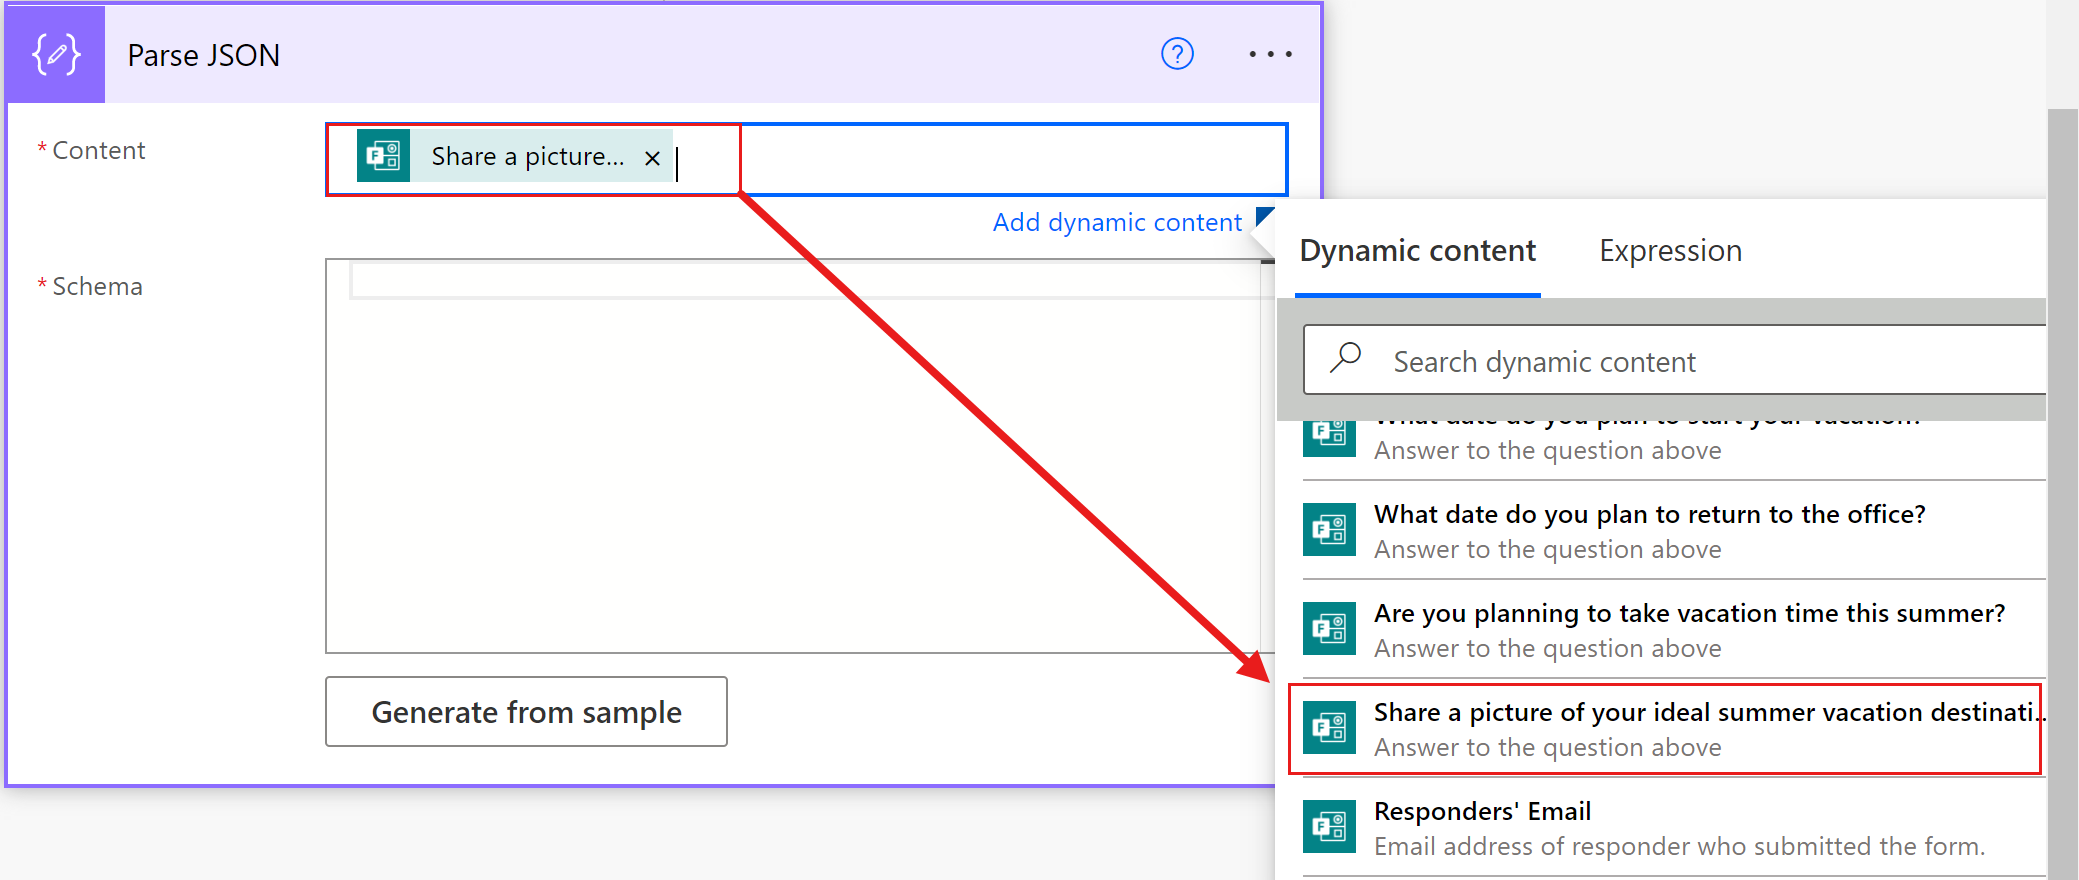 Parse JSON
* Content
Share a picture...
Add dynamic content
* Schema
Generate from sample
Dynamic content
Expression
Search dynamic content
What date do you plan to start your vacation?
Answer to the question above
What date do you plan to return to the office?
Answer to the question above
Are you planning to take vacation time this summer?
Answer to the question above
Share a picture of your ideal summer vacation destinati...
Answer to the question above
Responders' Email
Email address of responder who submitted the form.